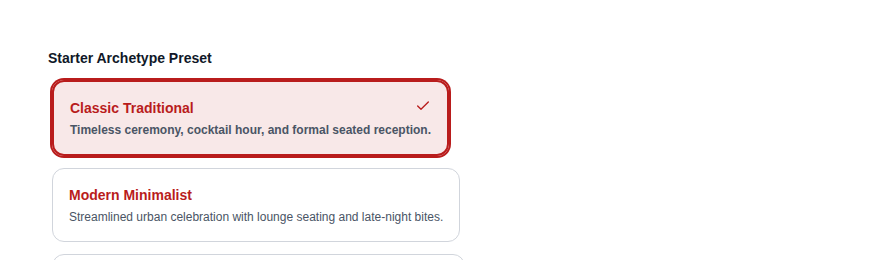 Starter Archetype Preset
Classic Traditional
Timeless ceremony, cocktail hour, and formal seated reception.
Modern Minimalist
Streamlined urban celebration with lounge seating and late-night bites.